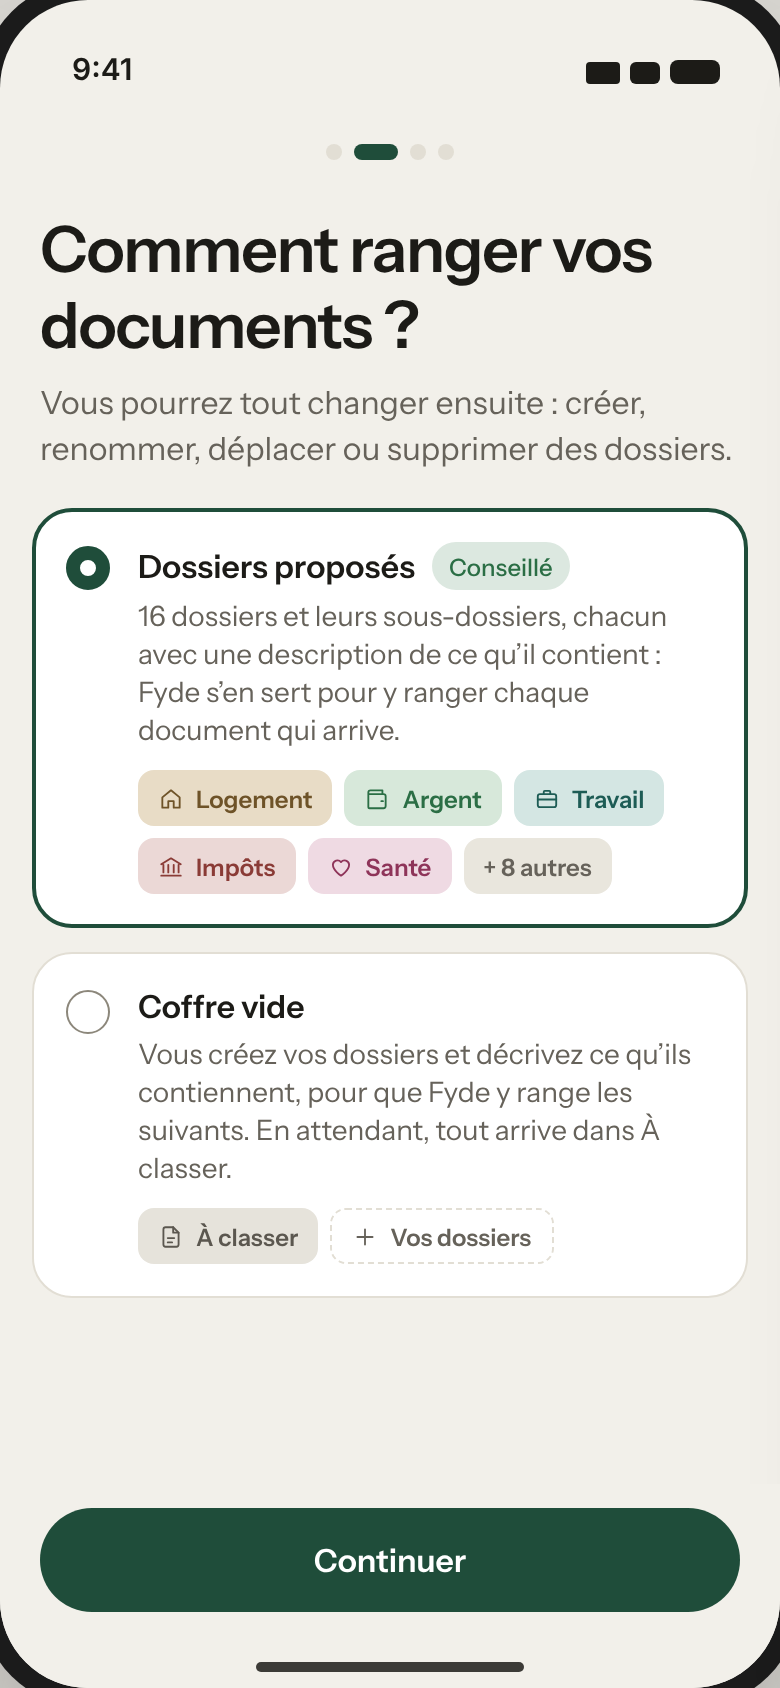 9:41
Comment ranger vos
documents ?
Vous pourrez tout changer ensuite : créer,
renommer, déplacer ou supprimer des dossiers.
Dossiers proposés Conseillé
16 dossiers et leurs sous-dossiers, chacun
avec une description de ce qu’il contient :
Fyde s’en sert pour y ranger chaque
document qui arrive.
Logement Argent Travail
Impôts Santé + 8 autres
Coffre vide
Vous créez vos dossiers et décrivez ce qu’ils
contiennent, pour que Fyde y range les
suivants. En attendant, tout arrive dans À
classer.
À classer + Vos dossiers
Continuer